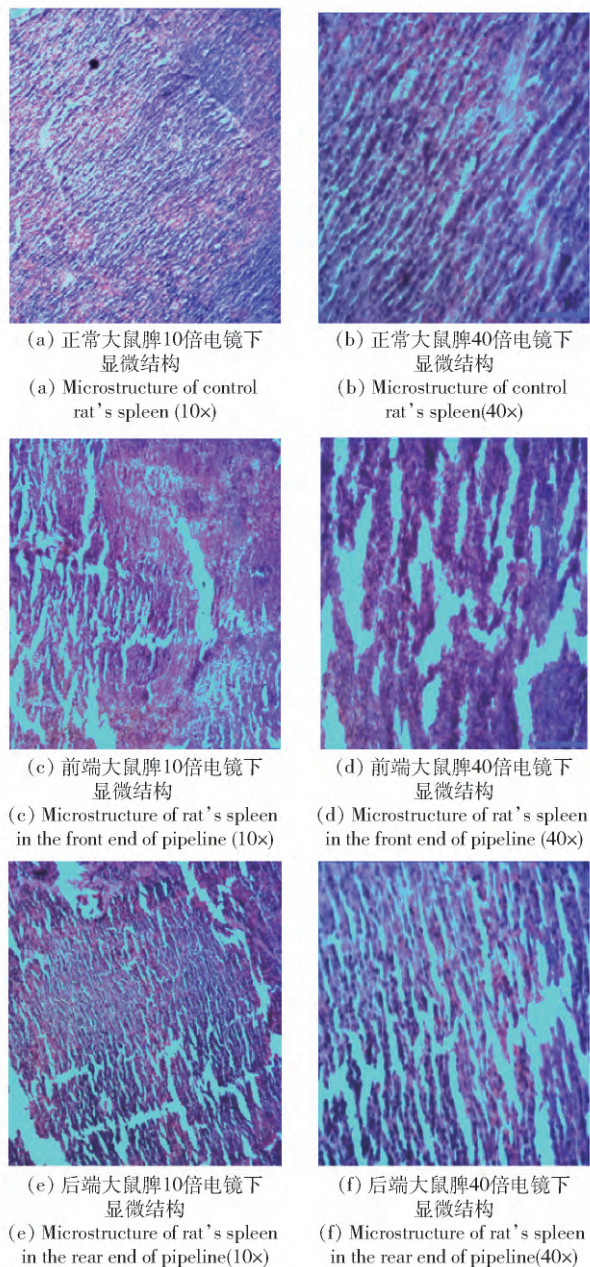 (a) 正常大鼠脾10倍电镜下
显微结构
(a) Microstructure of control
rat's spleen (10×)
(b) 正常大鼠脾40倍电镜下
显微结构
(b) Microstructure of control
rat's spleen(40×)
(c) 前端大鼠脾10倍电镜下
显微结构
(c) Microstructure of rat's spleen
in the front end of pipeline (10×)
(d) 前端大鼠脾40倍电镜下
显微结构
(d) Microstructure of rat's spleen
in the front end of pipeline (40×)
(e) 后端大鼠脾10倍电镜下
显微结构
(e) Microstructure of rat's spleen
in the rear end of pipeline(10×)
(f) 后端大鼠脾40倍电镜下
显微结构
(f) Microstructure of rat's spleen
in the rear end of pipeline(40×)